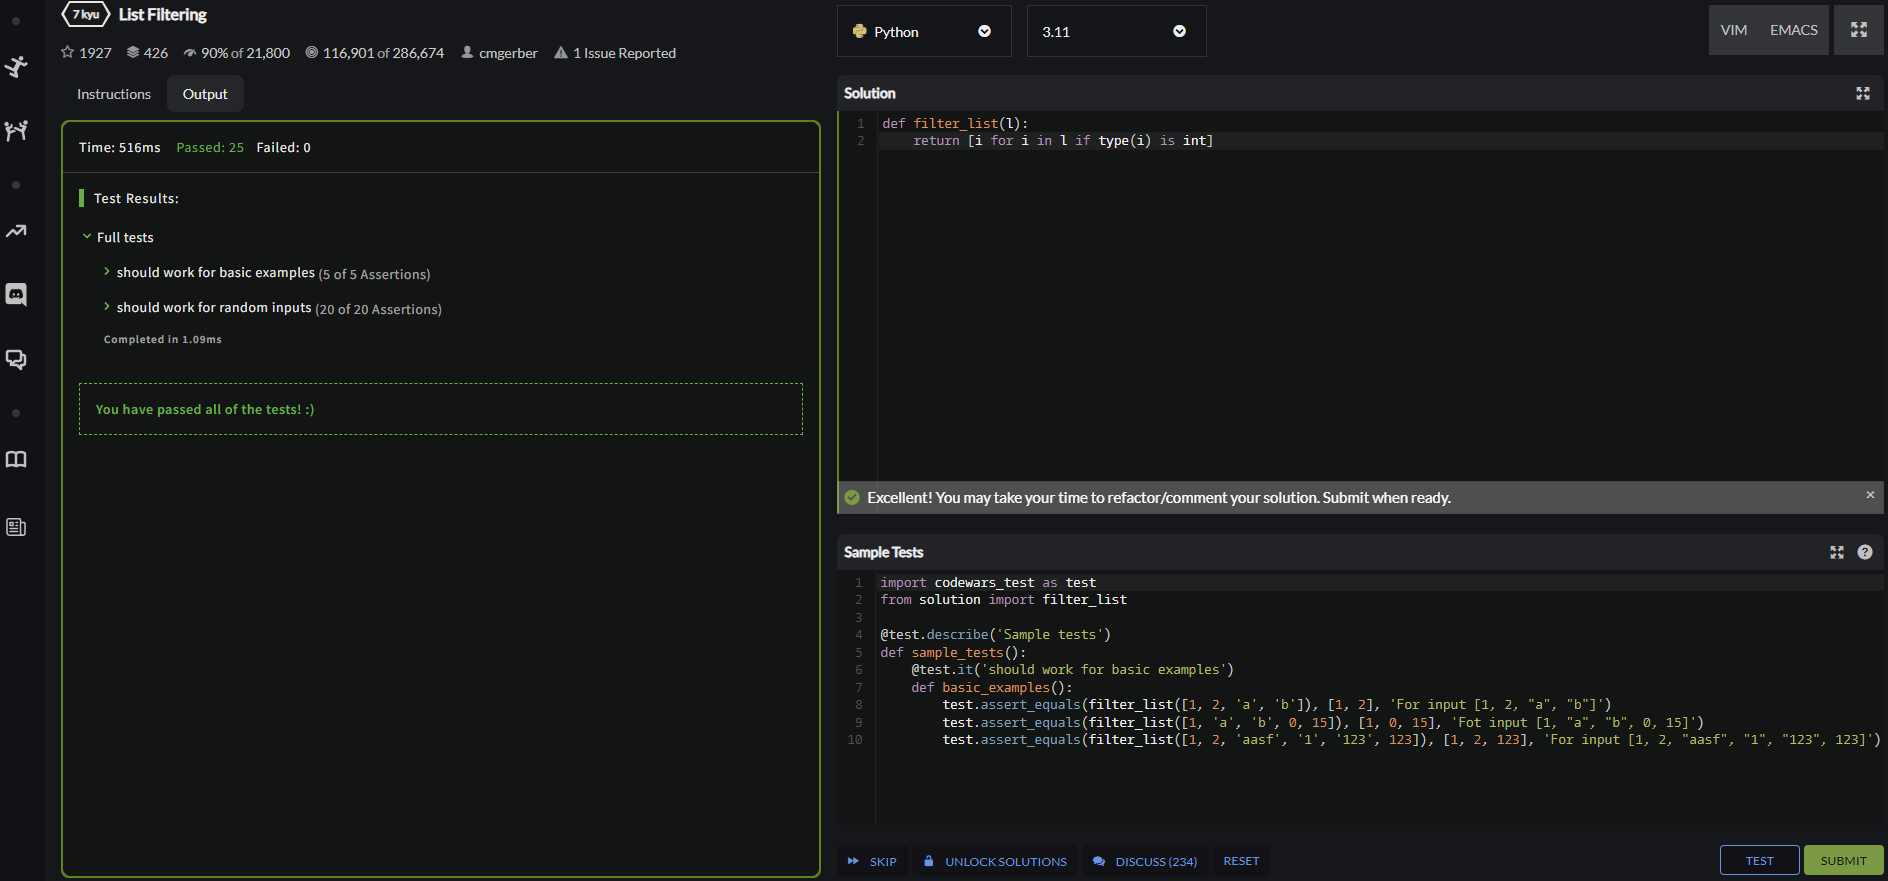 7 kyu List Filtering
1927 426 90% of 21,800 116,901 of 286,674 cmgerber 1 Issue Reported
Instructions Output
Time: 516ms Passed: 25 Failed: 0
Test Results:
Full tests
should work for basic examples (5 of 5 Assertions)
should work for random inputs (20 of 20 Assertions)
Completed in 1.09ms
You have passed all of the tests! :)
Python 3.11 VIM EMACS
Solution
1 def filter_list(l):
2     return [i for i in l if type(i) is int]
Excellent! You may take your time to refactor/comment your solution. Submit when ready. ×
Sample Tests ?
1 import codewars_test as test
2 from solution import filter_list
3
4 @test.describe('Sample tests')
5 def sample_tests():
6     @test.it('should work for basic examples')
7     def basic_examples():
8         test.assert_equals(filter_list([1, 2, 'a', 'b']), [1, 2], 'For input [1, 2, "a", "b"]')
9         test.assert_equals(filter_list([1, 'a', 'b', 0, 15]), [1, 0, 15], 'Fot input [1, "a", "b", 0, 15]')
10         test.assert_equals(filter_list([1, 2, 'aasf', '1', '123', 123]), [1, 2, 123], 'For input [1, 2, "aasf", "1", "123", 123]')
SKIP UNLOCK SOLUTIONS DISCUSS (234) RESET TEST SUBMIT